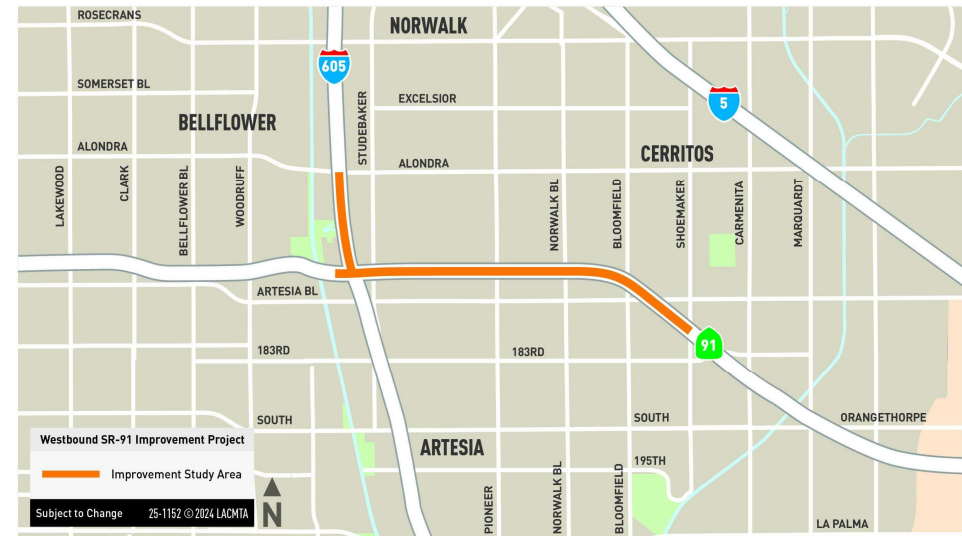 ROSECRANS
NORWALK
605
SOMERSET BL
EXCELSIOR
5
STUDEBAKER
BELLFLOWER
ALONDRA
ALONDRA
CERRITOS
LAKEWOOD
CLARK
BELLFLOWER BL
WOODRUFF
NORWALK BL
BLOOMFIELD
SHOEMAKER
CARMENITA
MARQUARDT
ARTESIA BL
91
183RD
183RD
SOUTH
SOUTH
ORANGETHORPE
ARTESIA
195TH
PIONEER
NORWALK BL
BLOOMFIELD
LA PALMA
Westbound SR-91 Improvement Project
Improvement Study Area
Subject to Change 25-1152 © 2024 LACMTA
N